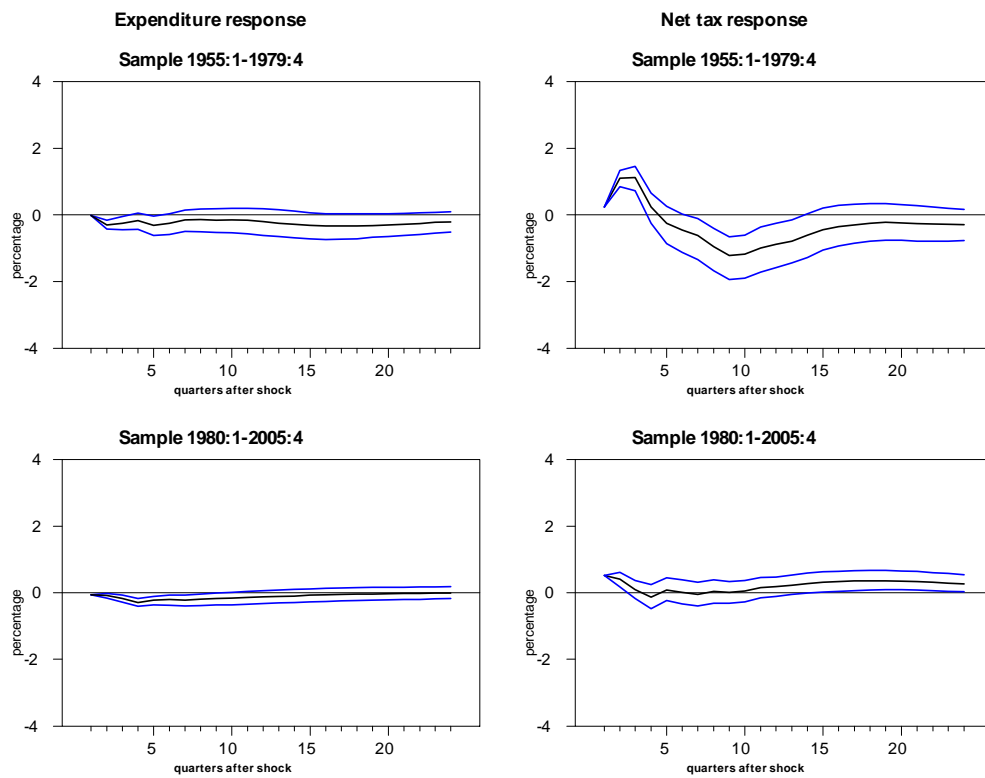 Expenditure response
Net tax response
Sample 1955:1-1979:4
Sample 1955:1-1979:4
percentage
4
2
0
-2
-4
5 10 15 20
quarters after shock
percentage
4
2
0
-2
-4
5 10 15 20
quarters after shock
Sample 1980:1-2005:4
Sample 1980:1-2005:4
percentage
4
2
0
-2
-4
5 10 15 20
quarters after shock
percentage
4
2
0
-2
-4
5 10 15 20
quarters after shock